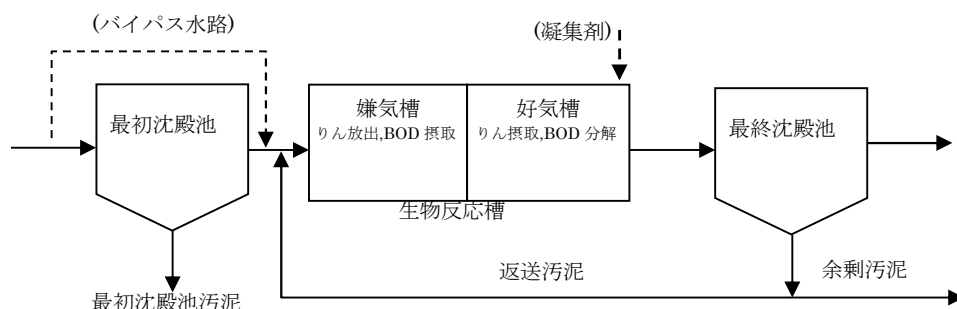 (バイパス水路)
(凝集剤)
最初沈殿池
嫌気槽
りん放出,BOD 摂取
好気槽
りん摂取,BOD 分解
最終沈殿池
生物反応槽
返送汚泥
余剰汚泥
最初沈殿池汚泥